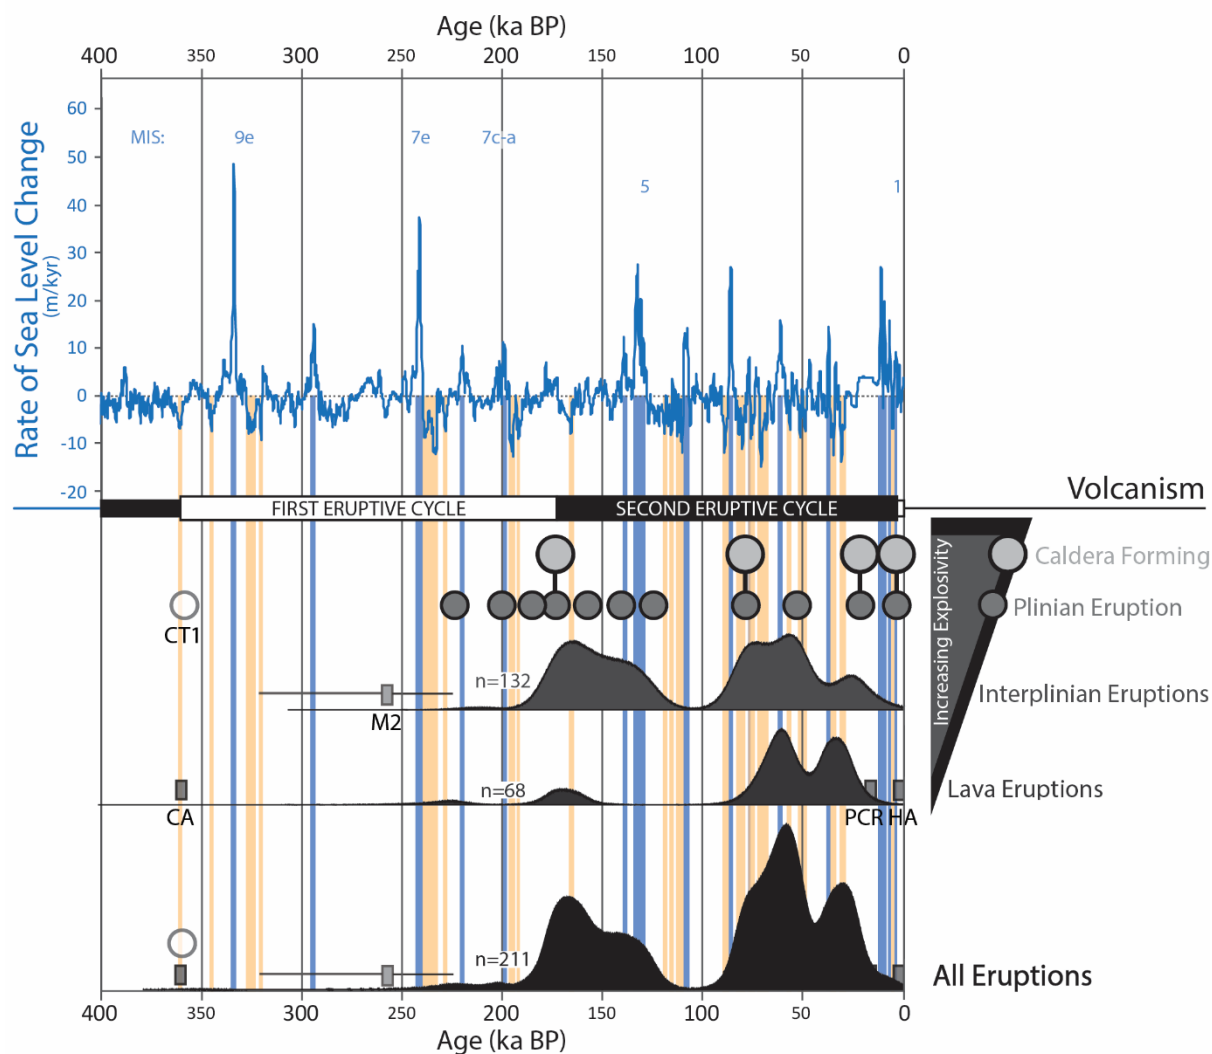 Age (ka BP)
400 350 300 250 200 150 100 50 0
Rate of Sea Level Change
(m/kyr)
60
50
40
30
20
10
0
-10
-20
MIS: 9e 7e 7c-a
5 1
Volcanism
FIRST ERUPTIVE CYCLE SECOND ERUPTIVE CYCLE
Increasing Explosivity
Caldera Forming
Plinian Eruption
CT1
n=132
Interplinian Eruptions
M2
n=68
Lava Eruptions
CA PCR HA
n=211
All Eruptions
400 350 300 250 200 150 100 50 0
Age (ka BP)